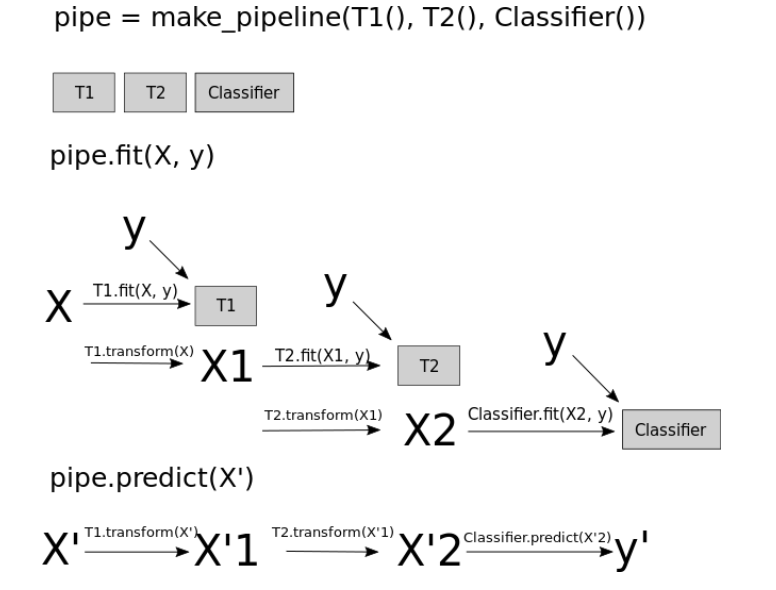 pipe = make_pipeline(T1(), T2(), Classifier())
T1 T2 Classifier
pipe.fit(X, y)
y
X T1.fit(X, y) T1
y
T1.transform(X) X1 T2.fit(X1, y) T2
y
T2.transform(X1) X2 Classifier.fit(X2, y) Classifier
pipe.predict(X')
X' T1.transform(X') X'1 T2.transform(X'1) X'2 Classifier.predict(X'2) y'